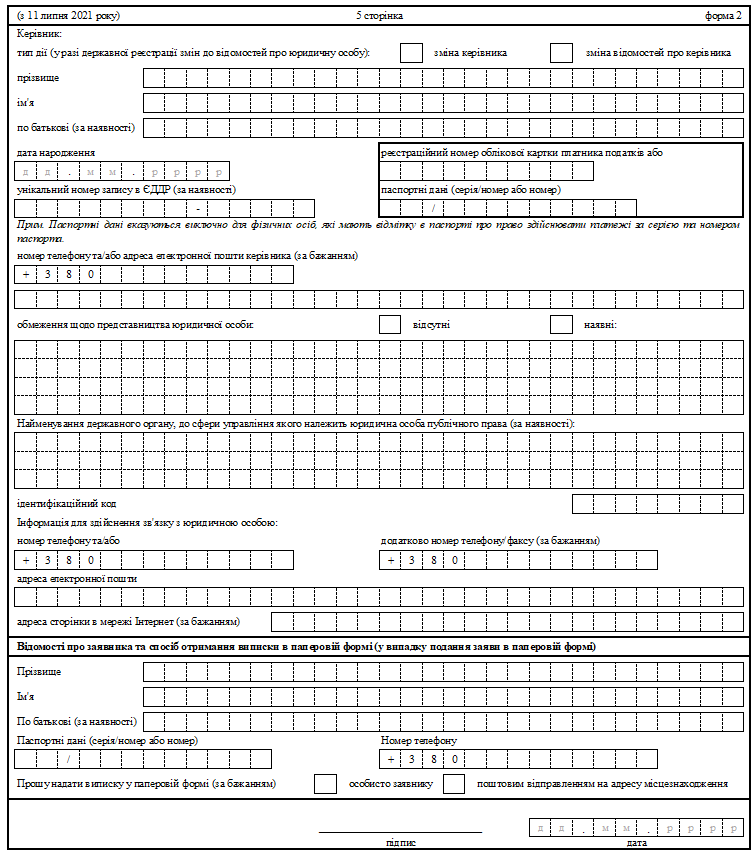 (з 11 липня 2021 року) 5 сторінка форма 2
Керівник:
тип дії (у разі державної реєстрації змін до відомостей про юридичну особу): зміна керівника зміна відомостей про керівника
прізвище
ім'я
по батькові (за наявності)
дата народження реєстраційний номер облікової картки платника податків або
д д . м м . р р р р
унікальний номер запису в ЄДДР (за наявності) паспортні дані (серія/номер або номер)
- /
Прим. Паспортні дані вказуються виключно для фізичних осіб, які мають відмітку в паспорті про право здійснювати платежі за серією та номером
паспорта.
номер телефону та/або адреса електронної пошти керівника (за бажанням)
+ 3 8 0
обмеження щодо представництва юридичної особи: відсутні наявні:
Найменування державного органу, до сфери управління якого належить юридична особа публічного права (за наявності):
ідентифікаційний код
Інформація для здійснення зв'язку з юридичною особою:
номер телефону та/або додатково номер телефону/факсу (за бажанням)
+ 3 8 0 + 3 8 0
адреса електронної пошти
адреса сторінки в мережі Інтернет (за бажанням)
Відомості про заявника та спосіб отримання виписки в паперовій формі (у випадку подання заяви в паперовій формі)
Прізвище
Ім'я
По батькові (за наявності)
Паспортні дані (серія/номер або номер) Номер телефону
/ + 3 8 0
Прошу надати виписку у паперовій формі (за бажанням) особисто заявнику поштовим відправленням на адресу місцезнаходження
д д . м м . р р р р
підпис дата